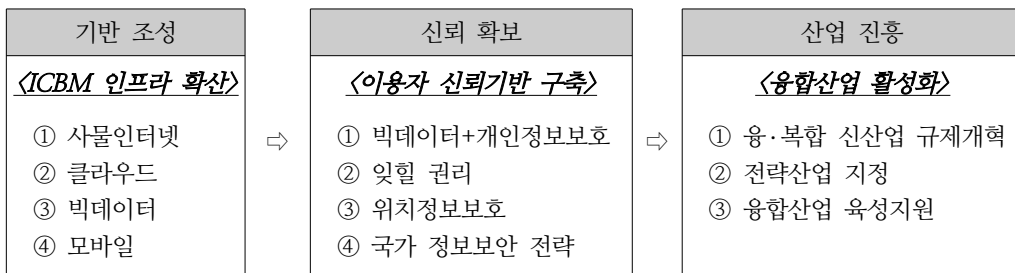 기반 조성
<ICBM 인프라 확산>
① 사물인터넷
② 클라우드
③ 빅데이터
④ 모바일
⇨
신뢰 확보
<이용자 신뢰기반 구축>
① 빅데이터+개인정보보호
② 잊힐 권리
③ 위치정보보호
④ 국가 정보보안 전략
⇨
산업 진흥
<융합산업 활성화>
① 융·복합 신산업 규제개혁
② 전략산업 지정
③ 융합산업 육성지원